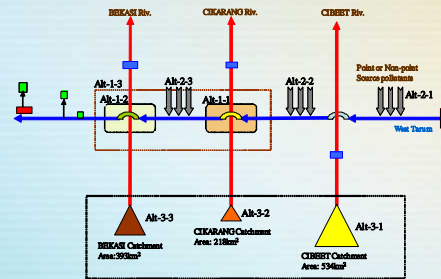 BEKASI Riv.
CIKARANG Riv.
CIBEET Riv.
Alt-1-3
Alt-2-3
Alt-1-2
Alt-1-1
Alt-2-2
Point or Non-point
Source pollutants
Alt-2-1
West Tarum
Alt-3-3
Alt-3-2
Alt-3-1
BEKASI Catchment
Area: 393km²
CIKARANG Catchment
Area: 218km²
CIBEET Catchment
Area: 534km²